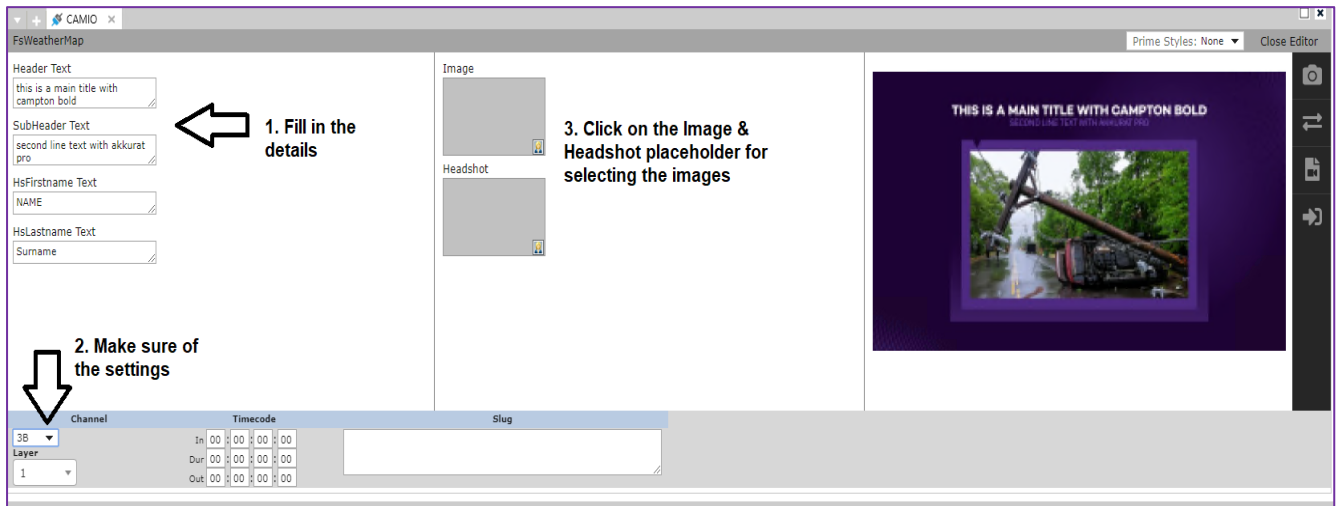 CAMIO ×
FsWeatherMap
Prime Styles: None
Close Editor
Header Text
this is a main title with
campton bold
SubHeader Text
second line text with akkurat
pro
HsFirstname Text
NAME
HsLastname Text
Surname
1. Fill in the
details
2. Make sure of
the settings
Image
Headshot
3. Click on the Image &
Headshot placeholder for
selecting the images
THIS IS A MAIN TITLE WITH CAMPTON BOLD
SECOND LINE TEXT WITH AKKURAT PRO
Channel Timecode Slug
3B
Layer
1
In 00 : 00 : 00 : 00
Dur 00 : 00 : 00 : 00
Out 00 : 00 : 00 : 00